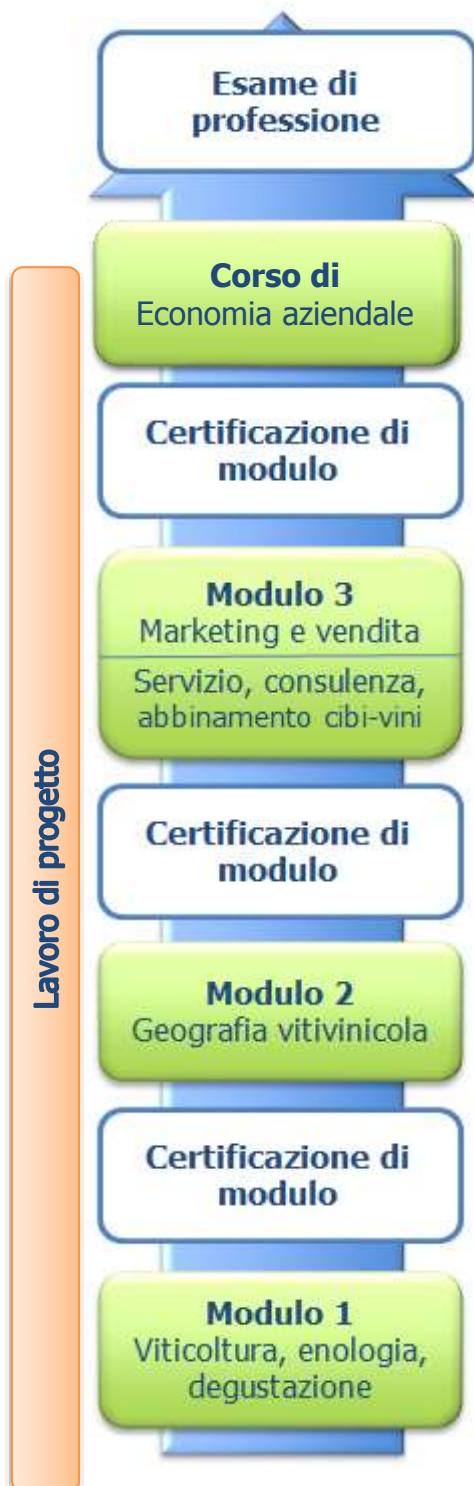 Esame di
professione
Corso di
Economia aziendale
Certificazione di
modulo
Modulo 3
Marketing e vendita
Servizio, consulenza,
abbinamento cibi-vini
Certificazione di
modulo
Modulo 2
Geografia vitivinicola
Certificazione di
modulo
Modulo 1
Viticoltura, enologia,
degustazione
Lavoro di progetto